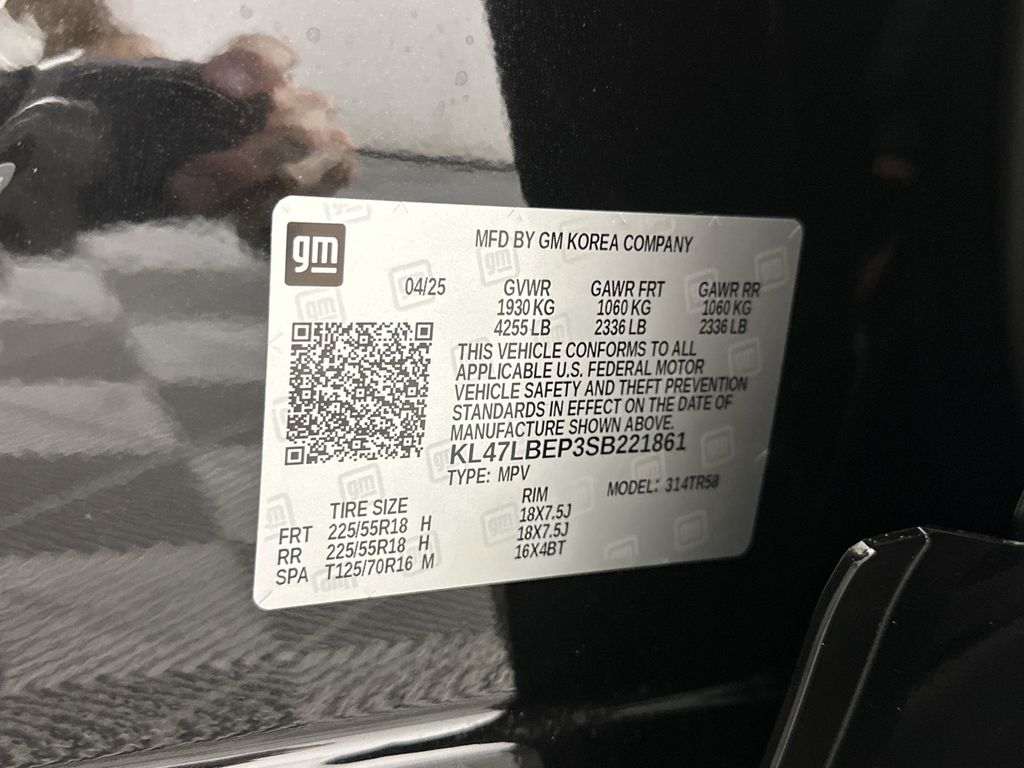 gm
MFD BY GM KOREA COMPANY
04/25 GVWR GAWR FRT GAWR RR
1930 KG 1060 KG 1060 KG
4255 LB 2336 LB 2336 LB
THIS VEHICLE CONFORMS TO ALL
APPLICABLE U.S. FEDERAL MOTOR
VEHICLE SAFETY AND THEFT PREVENTION
STANDARDS IN EFFECT ON THE DATE OF
MANUFACTURE SHOWN ABOVE.
KL47LBEP3SB221861
TYPE: MPV MODEL: 314TR58
TIRE SIZE RIM
FRT 225/55R18 H 18X7.5J
RR 225/55R18 H 18X7.5J
SPA T125/70R16 M 16X4BT